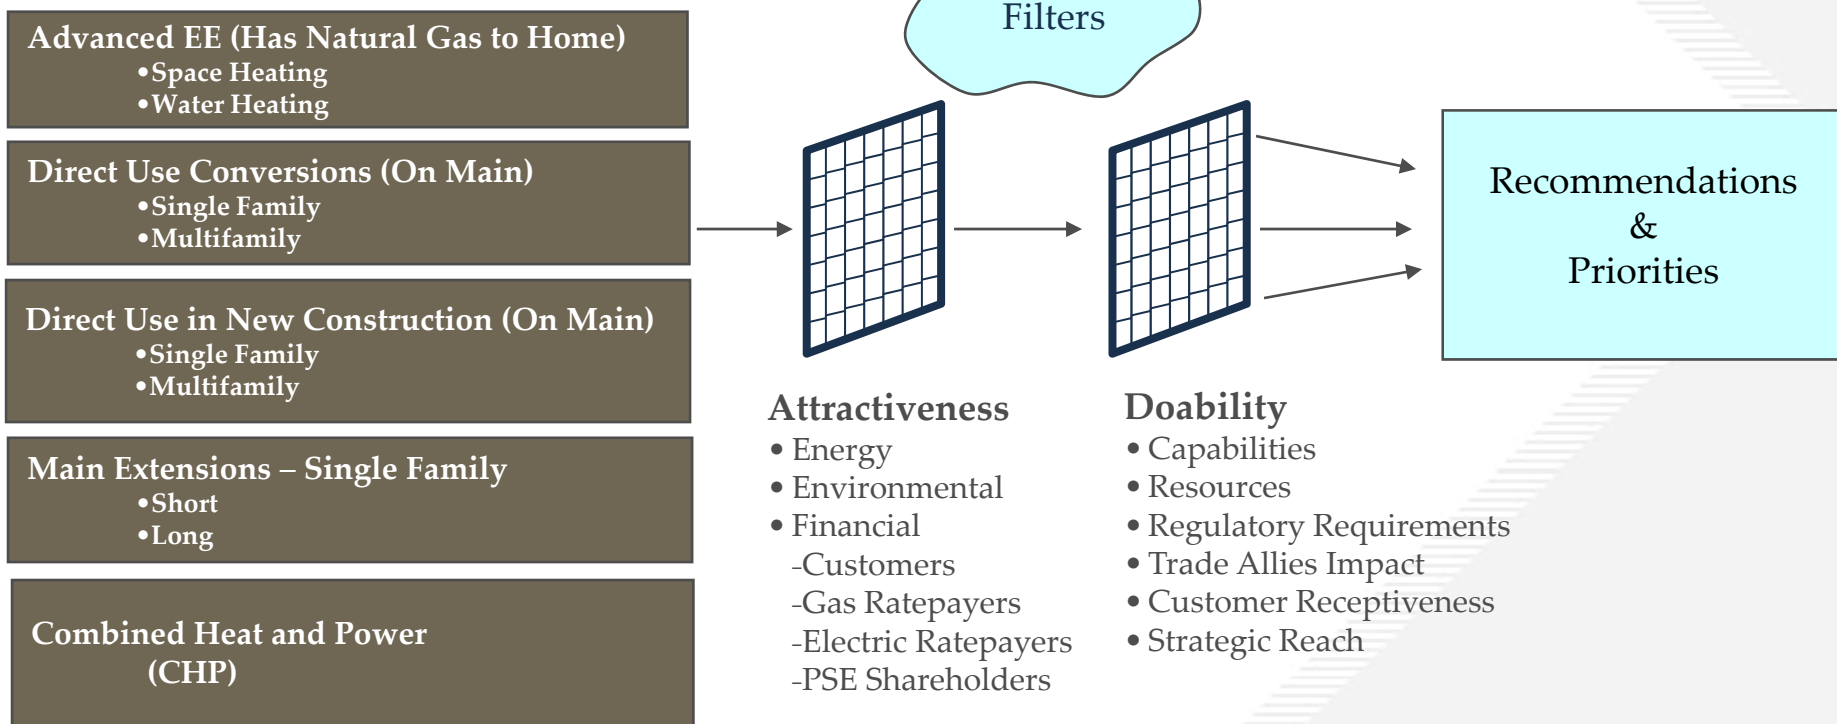 Filters
Advanced EE (Has Natural Gas to Home)
•Space Heating
•Water Heating
Direct Use Conversions (On Main)
•Single Family
•Multifamily
Direct Use in New Construction (On Main)
•Single Family
•Multifamily
Main Extensions – Single Family
•Short
•Long
Combined Heat and Power
(CHP)
Attractiveness
• Energy
• Environmental
• Financial
-Customers
-Gas Ratepayers
-Electric Ratepayers
-PSE Shareholders
Doability
• Capabilities
• Resources
• Regulatory Requirements
• Trade Allies Impact
• Customer Receptiveness
• Strategic Reach
Recommendations
&
Priorities